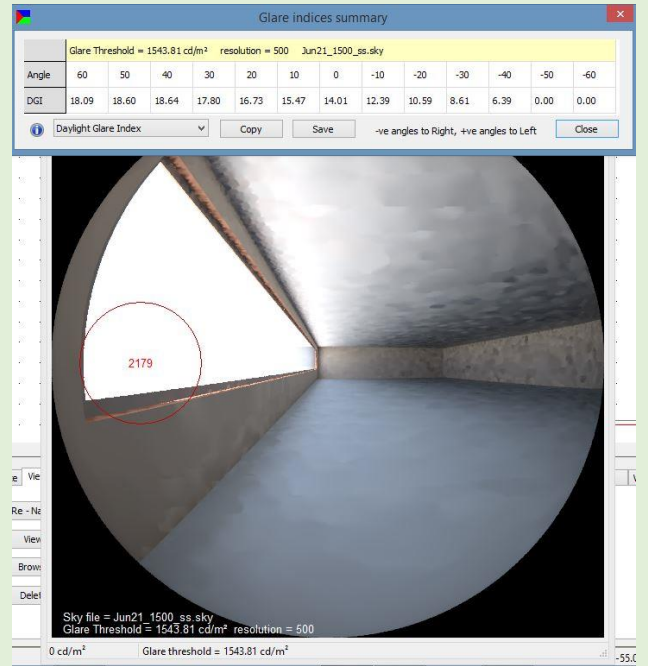 Glare indices summary
Glare Threshold = 1543.81 cd/m² resolution = 500 Jun21_1500_ss.sky
Angle 60 50 40 30 20 10 0 -10 -20 -30 -40 -50 -60
DGI 18.09 18.60 18.64 17.80 16.73 15.47 14.01 12.39 10.59 8.61 6.39 0.00 0.00
Daylight Glare Index Copy Save -ve angles to Right, +ve angles to Left Close
2179
Vie
Re - Na
View
Brow
Delet
Sky file = Jun21_1500_ss.sky
Glare Threshold = 1543.81 cd/m² resolution = 500
0 cd/m² Glare threshold = 1543.81 cd/m²
-55.0